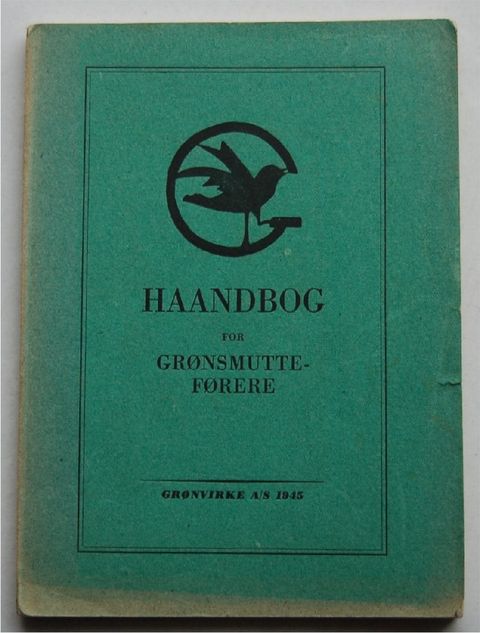 HAANDBOG
FOR
GRØNSMUTTE-
FØRERE
GRØNVIRKE A/S 1945